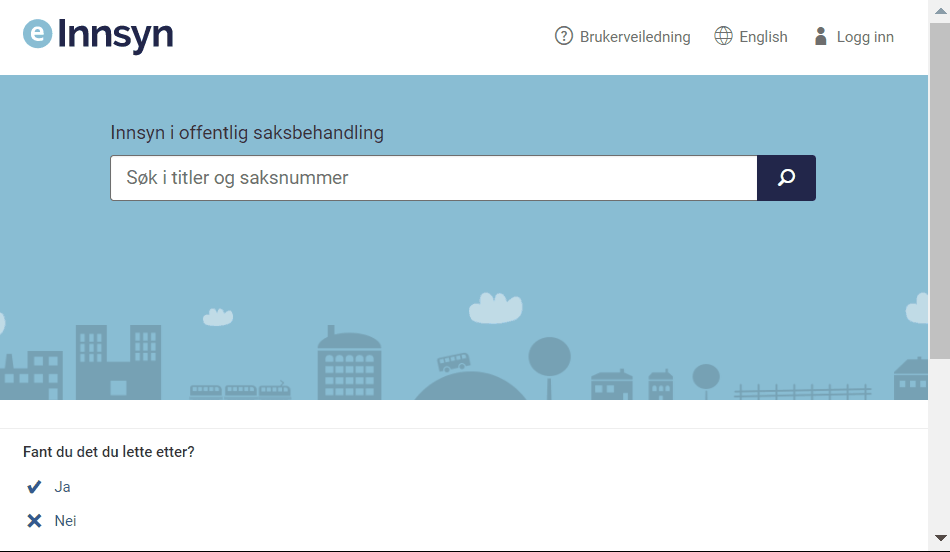 e Innsyn
Brukerveiledning
English
Logg inn
Innsyn i offentlig saksbehandling
Søk i titler og saksnummer
Fant du det du lette etter?
Ja
Nei